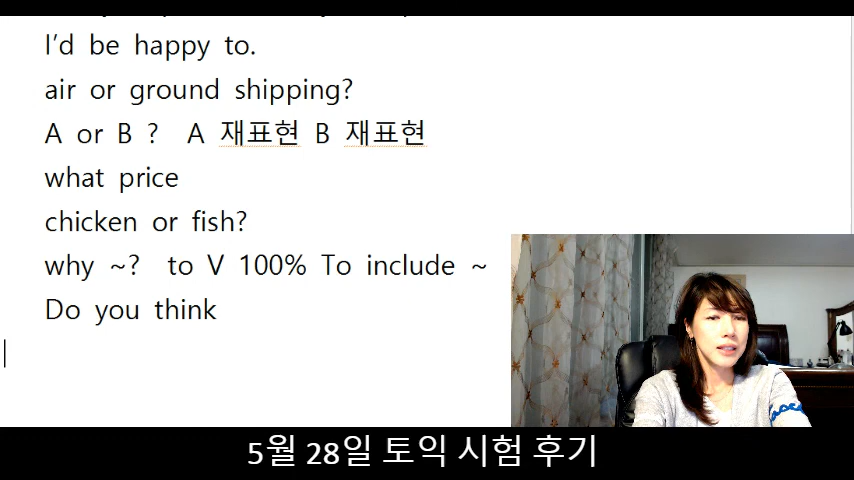 I'd be happy to.
air or ground shipping?
A or B ? A 재표현 B 재표현
what price
chicken or fish?
why ~? to V 100% To include ~
Do you think
5월 28일 토익 시험 후기